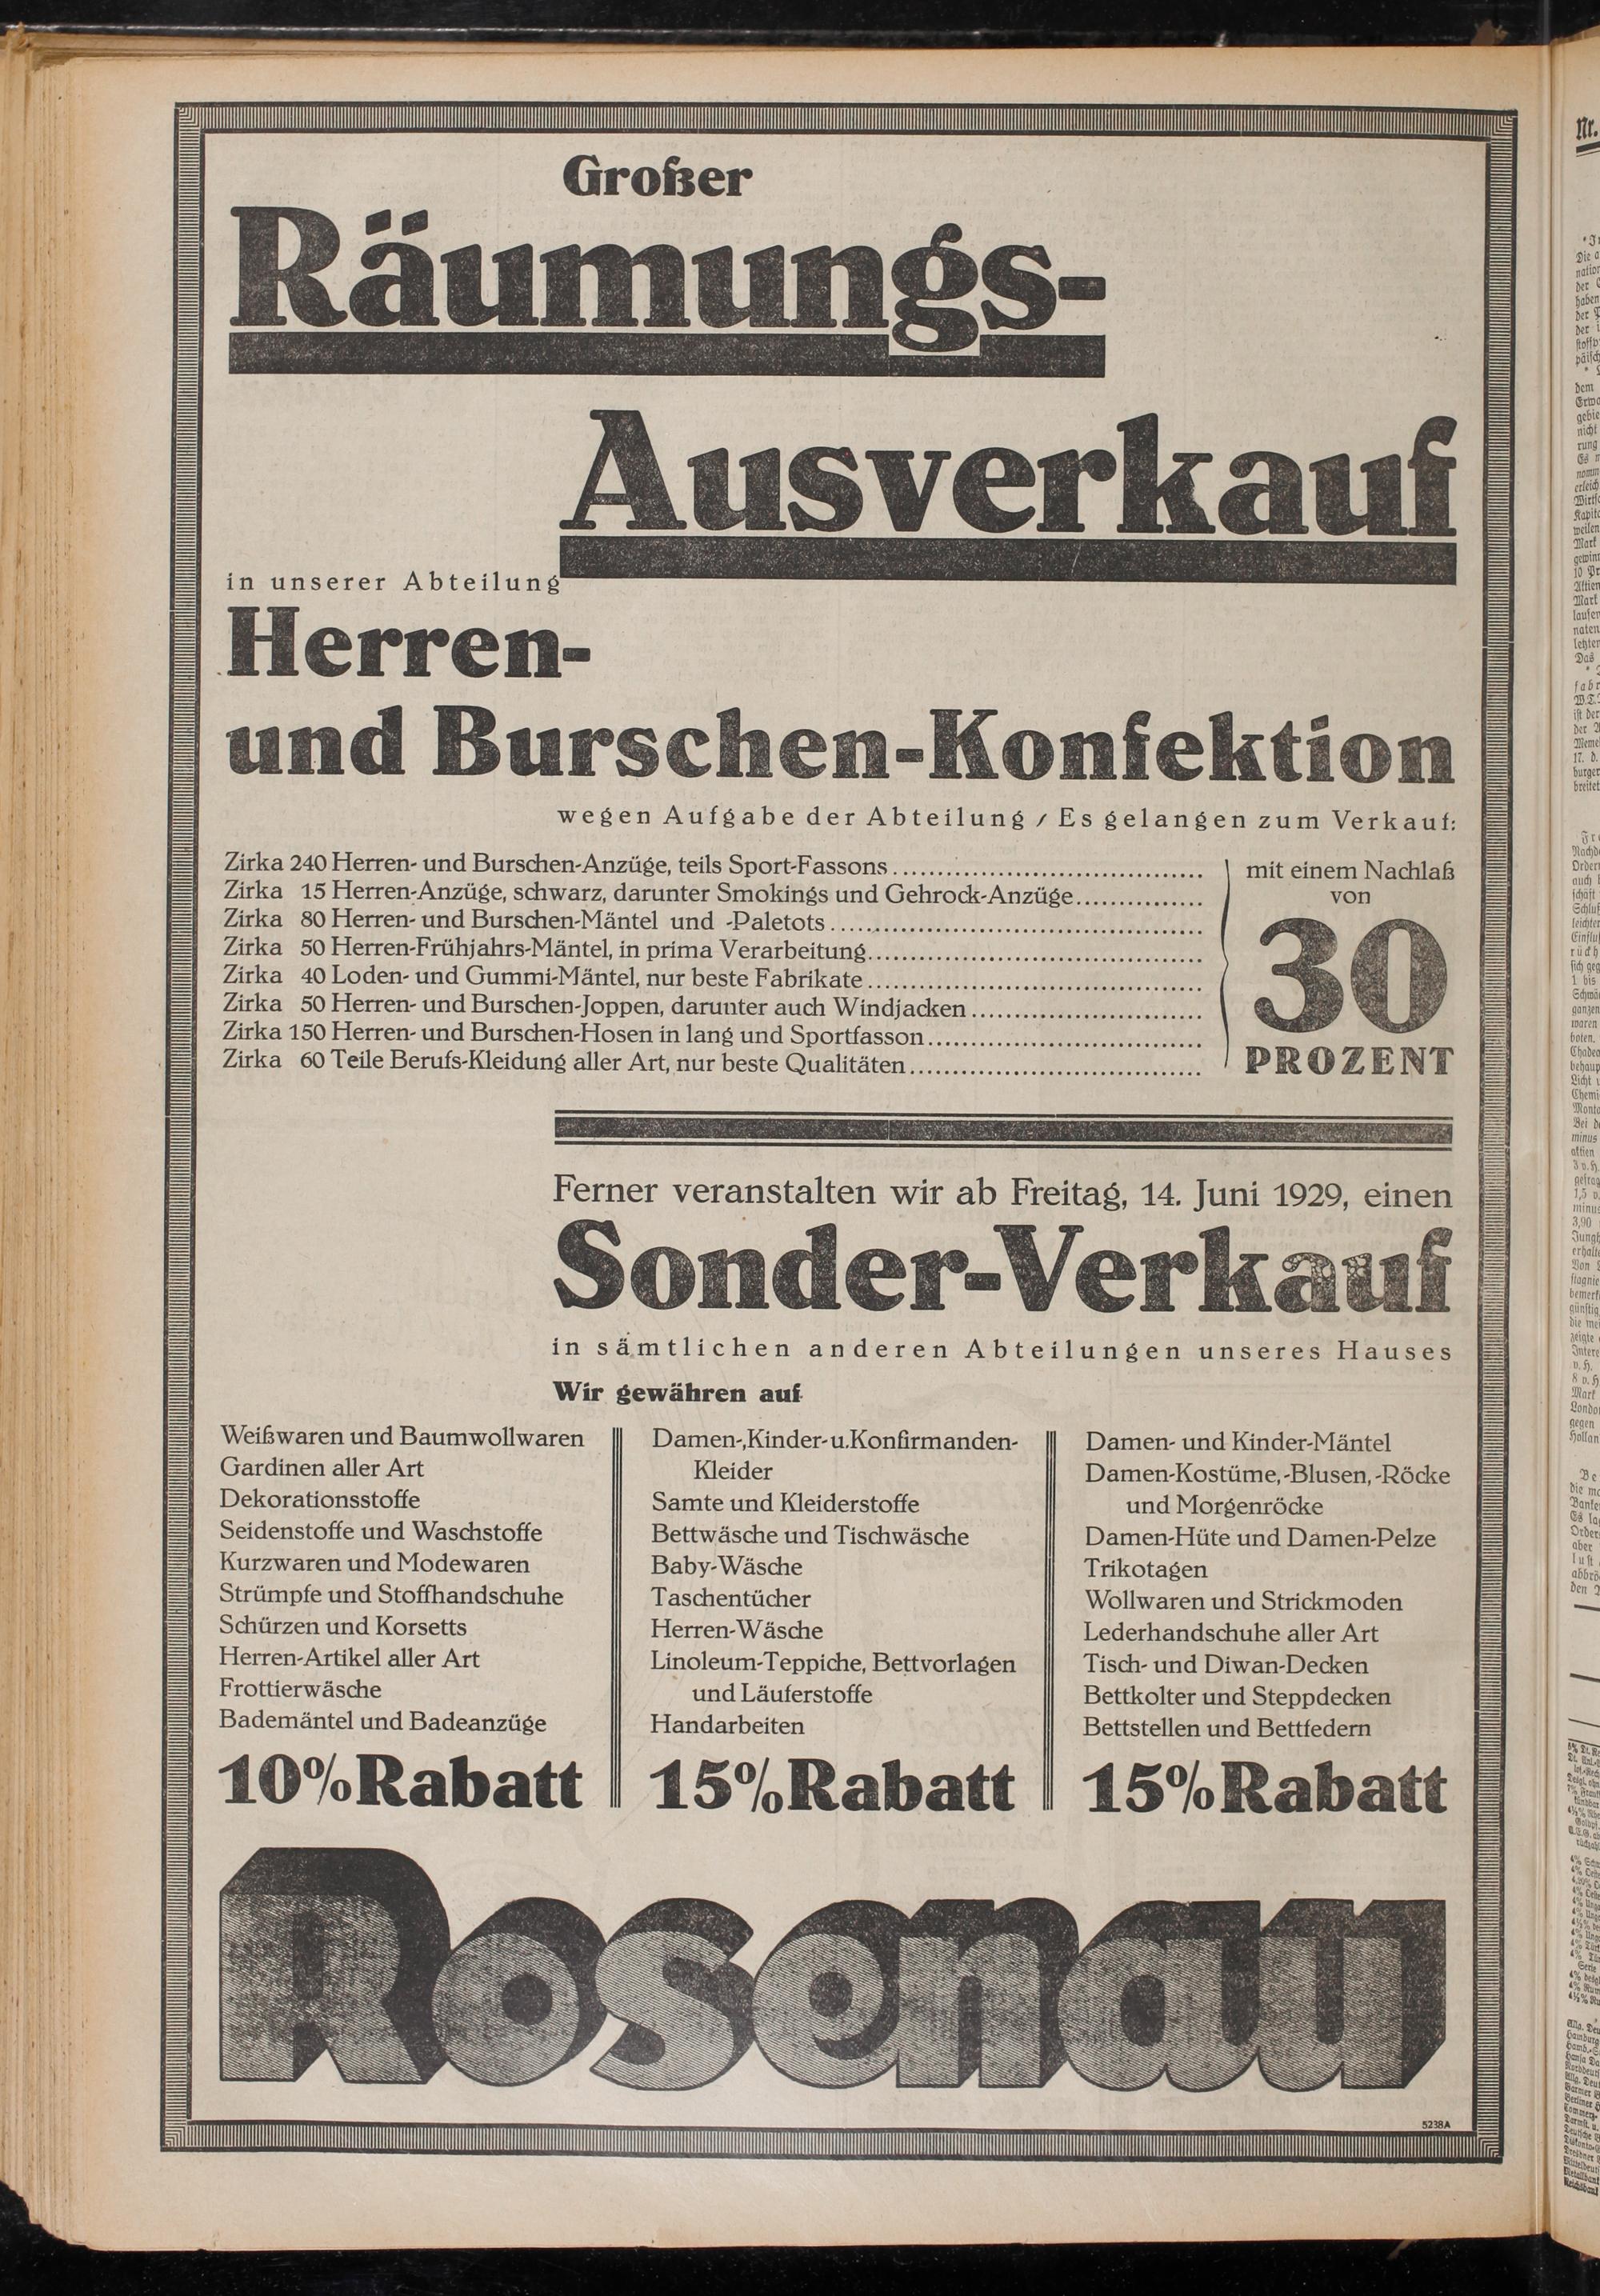 Großer
Räumungs-
Ausverkauf
in unserer Abteilung
Herren-
und Burschen-Konfektion
wegen Aufgabe der Abteilung / Es gelangen zum Verkauf:
Zirka 240 Herren- und Burschen-Anzüge, teils Sport-Fassons
Zirka 15 Herren-Anzüge, schwarz, darunter Smokings und Gehrock-Anzüge
Zirka 80 Herren- und Burschen-Mäntel und -Paletots
Zirka 50 Herren-Frühjahrs-Mäntel, in prima Verarbeitung
Zirka 40 Loden- und Gummi-Mäntel, nur beste Fabrikate
Zirka 50 Herren- und Burschen-Joppen, darunter auch Windjacken
Zirka 150 Herren- und Burschen-Hosen in lang und Sportfasson
Zirka 60 Teile Berufs-Kleidung aller Art, nur beste Qualitäten
mit einem Nachlaß
von
30
PROZENT
Ferner veranstalten wir ab Freitag, 14. Juni 1929, einen
Sonder-Verkauf
in sämtlichen anderen Abteilungen unseres Hauses
Wir gewähren auf
Weißwaren und Baumwollwaren
Gardinen aller Art
Dekorationsstoffe
Seidenstoffe und Waschstoffe
Kurzwaren und Modewaren
Strümpfe und Stoffhandschuhe
Schürzen und Korsetts
Herren-Artikel aller Art
Frottierwäsche
Bademäntel und Badeanzüge
10% Rabatt
Damen-,Kinder-u.Konfirmanden-
Kleider
Samte und Kleiderstoffe
Bettwäsche und Tischwäsche
Baby-Wäsche
Taschentücher
Herren-Wäsche
Linoleum-Teppiche, Bettvorlagen
und Läuferstoffe
Handarbeiten
15% Rabatt
Damen- und Kinder-Mäntel
Damen-Kostüme,-Blusen,-Röcke
und Morgenröcke
Damen-Hüte und Damen-Pelze
Trikotagen
Wollwaren und Strickmoden
Lederhandschuhe aller Art
Tisch- und Diwan-Decken
Bettkolter und Steppdecken
Bettstellen und Bettfedern
15% Rabatt
Rosenau
5238A
Nr.